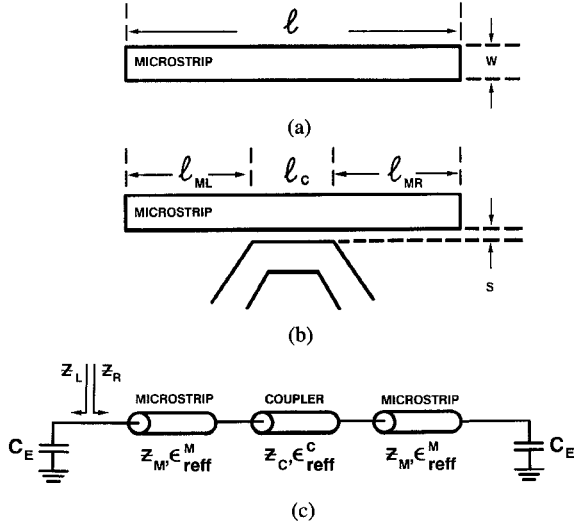 ℓ
MICROSTRIP
W
(a)
ℓML ℓC ℓMR
MICROSTRIP
S
(b)
ZL ZR
MICROSTRIP COUPLER MICROSTRIP
CE CE
ZM,ϵMreff ZC,ϵCreff ZM,ϵMreff
(c)